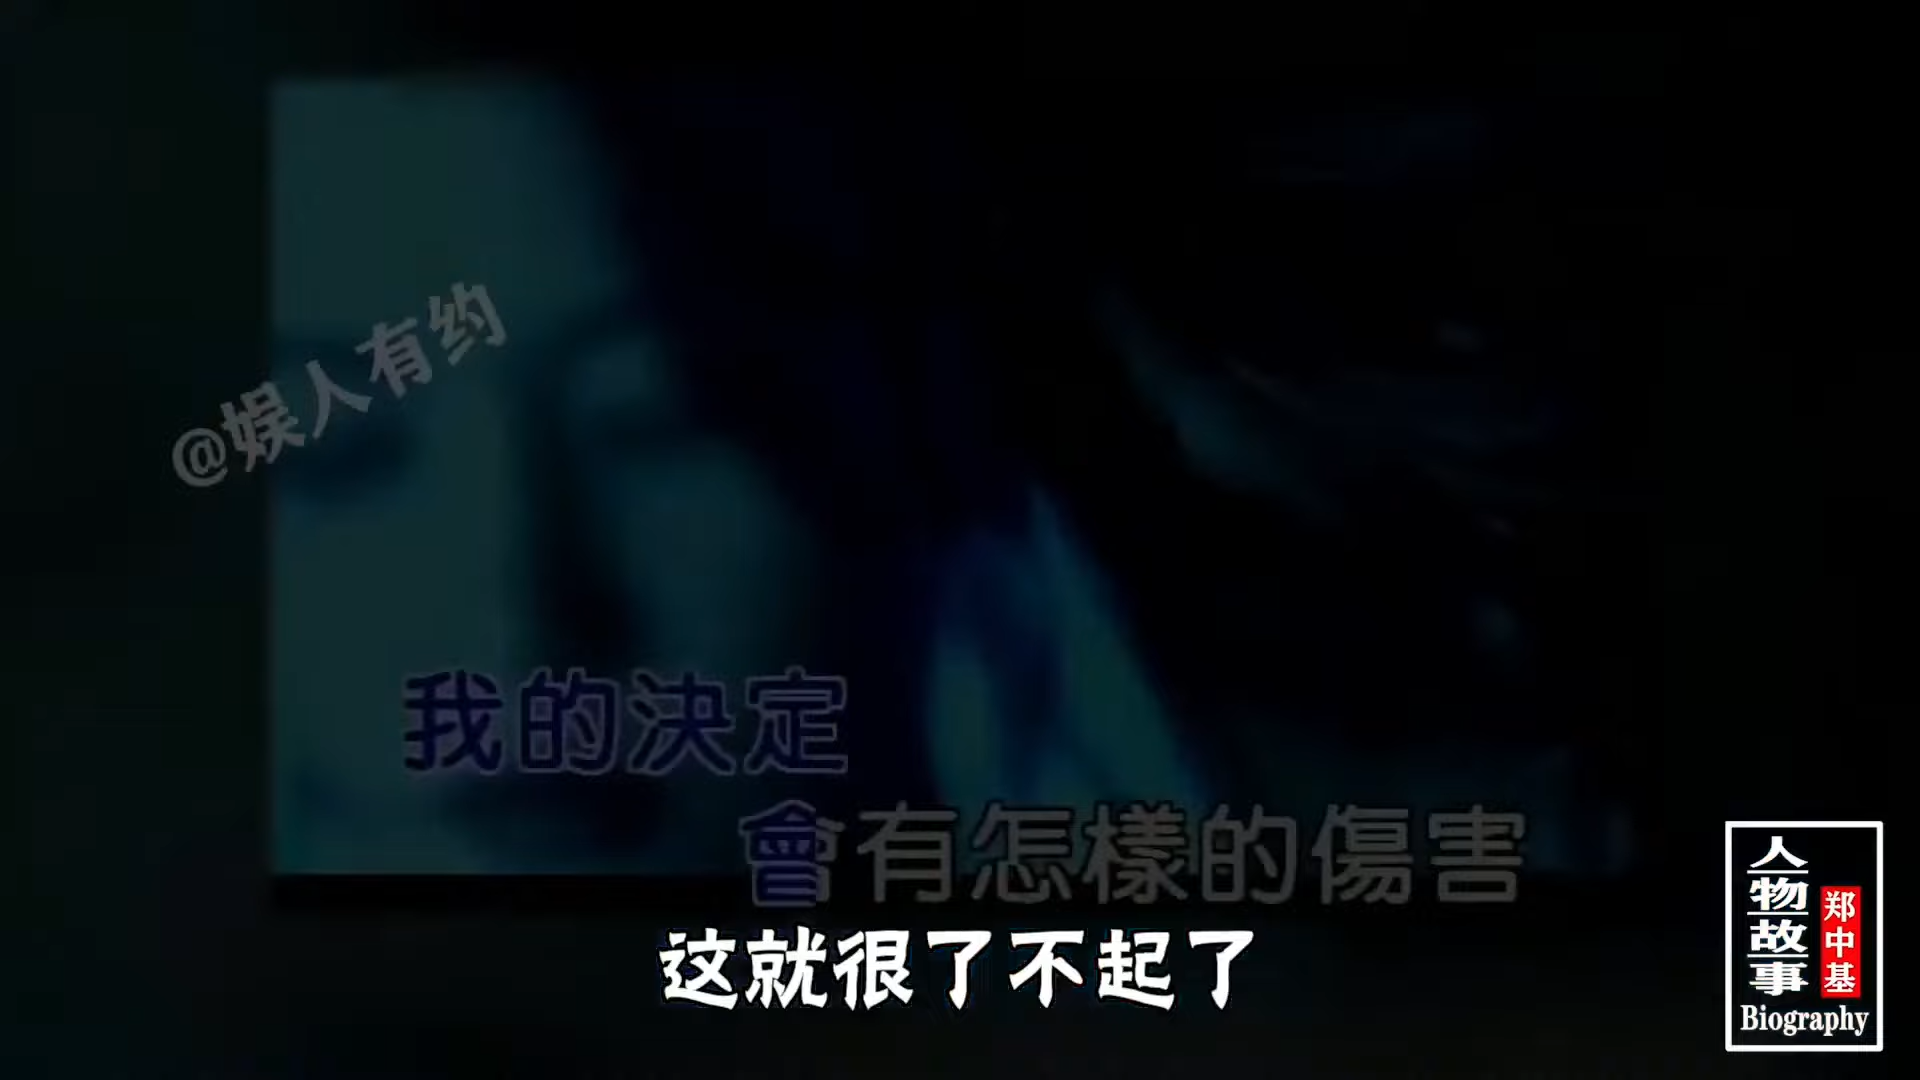 @娱人有约
我的決定
會有怎樣的傷害
这就很了不起了
人物故事
郑中基
Biography